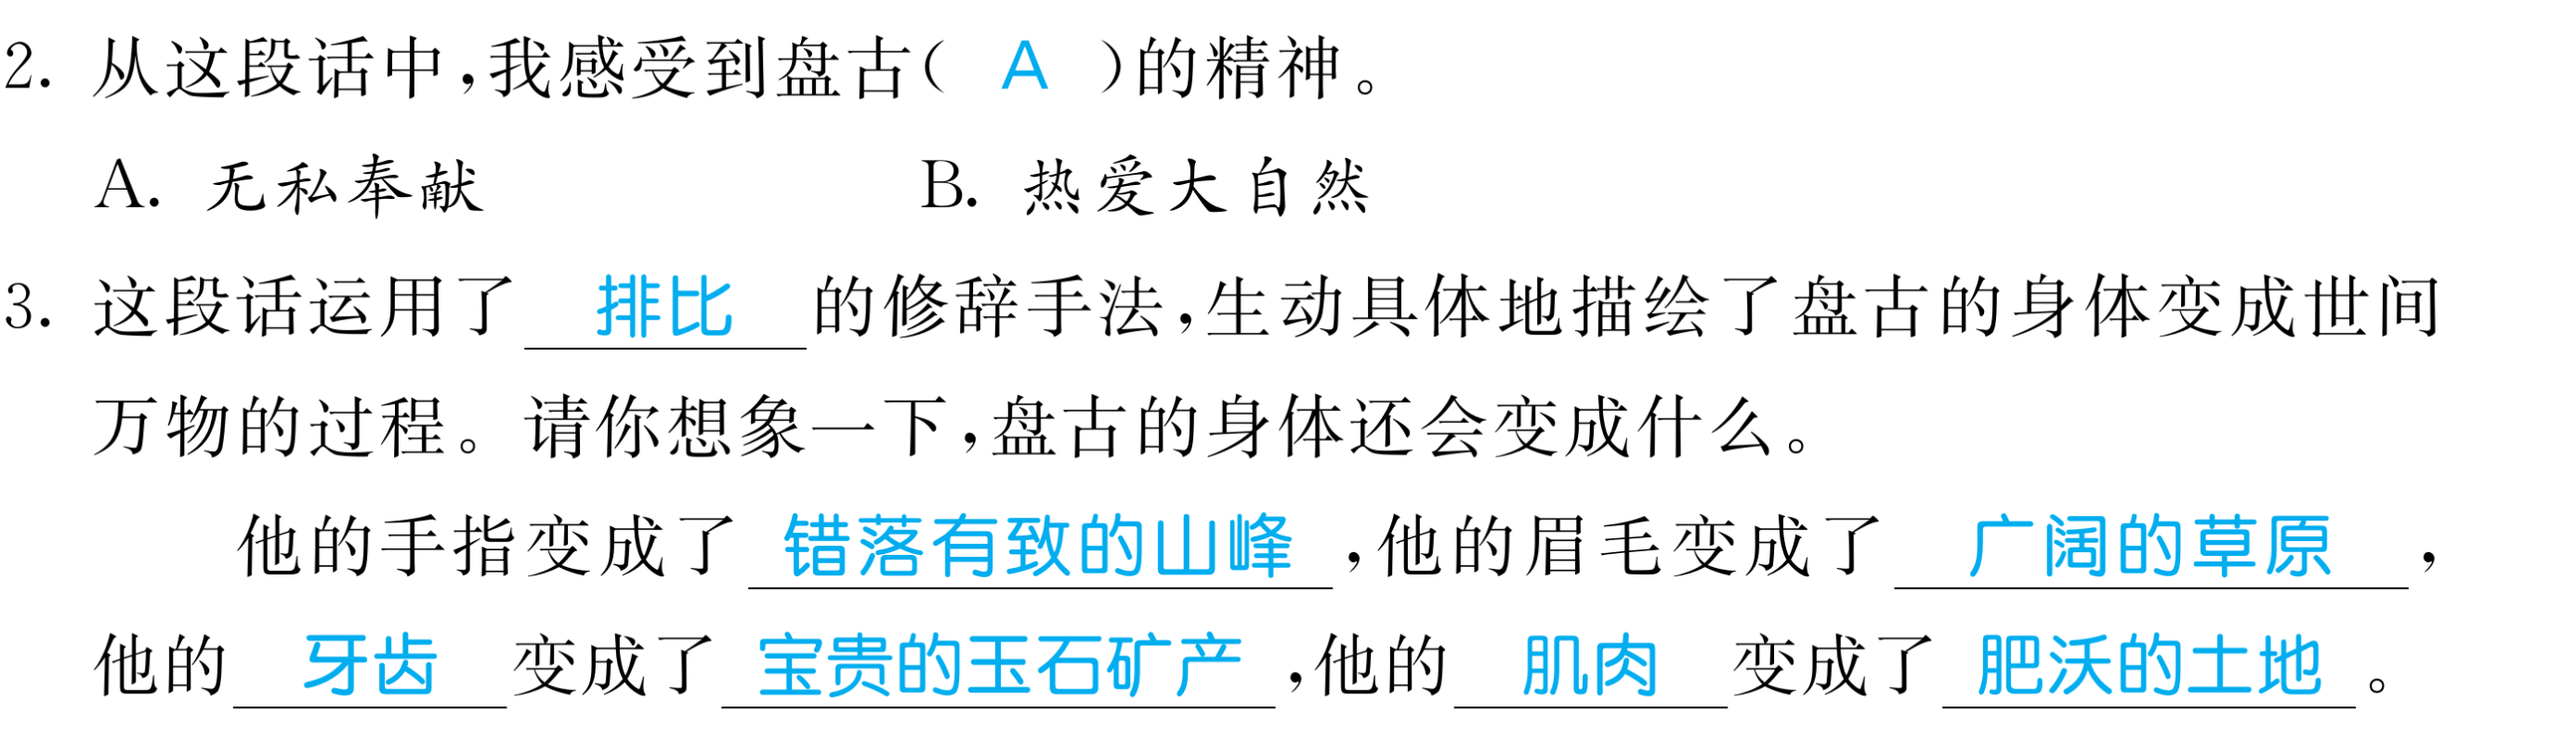 2. 从这段话中,我感受到盘古( A )的精神。
A. 无私奉献 B. 热爱大自然
3. 这段话运用了 排比 的修辞手法,生动具体地描绘了盘古的身体变成世间
万物的过程。请你想象一下,盘古的身体还会变成什么。
他的手指变成了 错落有致的山峰 ,他的眉毛变成了 广阔的草原 ,
他的 牙齿 变成了 宝贵的玉石矿产 ,他的 肌肉 变成了 肥沃的土地 。